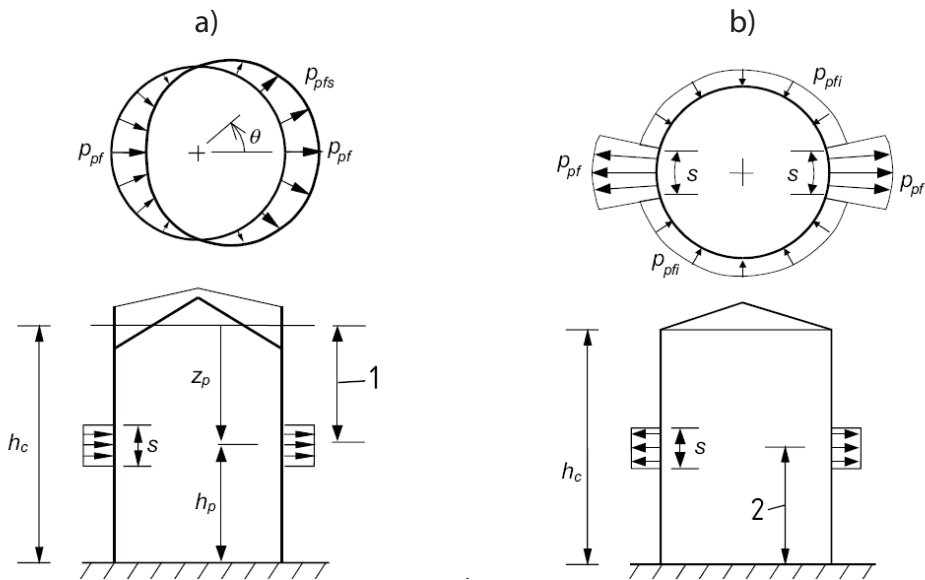 a)
b)
p_pfs
p_pfi
θ
p_pf
p_pf
p_pf
s
s
p_pf
p_pfi
z_p
1
h_c
s
h_p
h_c
s
2